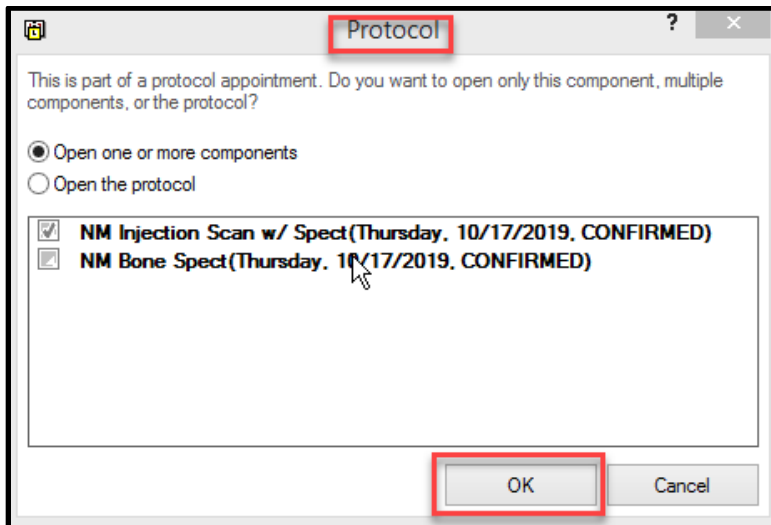 Protocol
?
This is part of a protocol appointment. Do you want to open only this component, multiple
components, or the protocol?
Open one or more components
Open the protocol
NM Injection Scan w/ Spect(Thursday, 10/17/2019, CONFIRMED)
NM Bone Spect(Thursday, 10/17/2019, CONFIRMED)
OK
Cancel